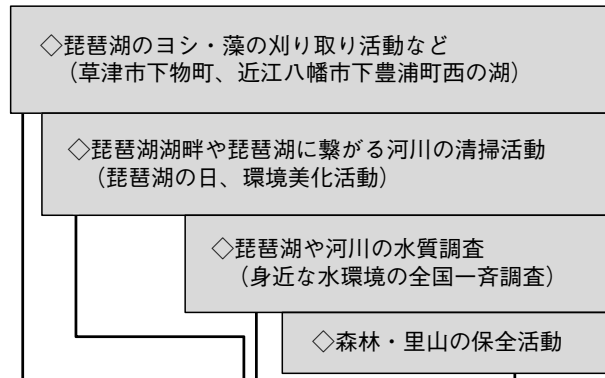 ◇琵琶湖のヨシ・藻の刈り取り活動など
（草津市下物町、近江八幡市下豊浦町西の湖）
◇琵琶湖湖畔や琵琶湖に繋がる河川の清掃活動
（琵琶湖の日、環境美化活動）
◇琵琶湖や河川の水質調査
（身近な水環境の全国一斉調査）
◇森林・里山の保全活動